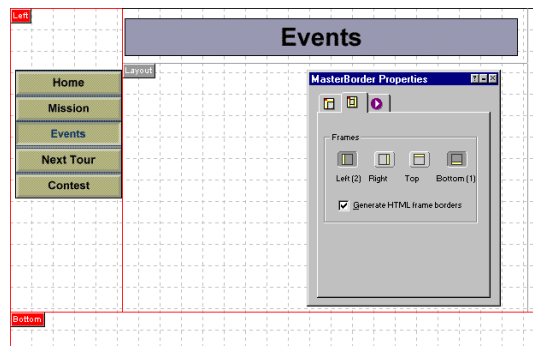 Left
Events
Layout
Home
Mission
Events
Next Tour
Contest
MasterBorder Properties
Frames
Left (2) Right Top Bottom (1)
Generate HTML frame borders
Bottom